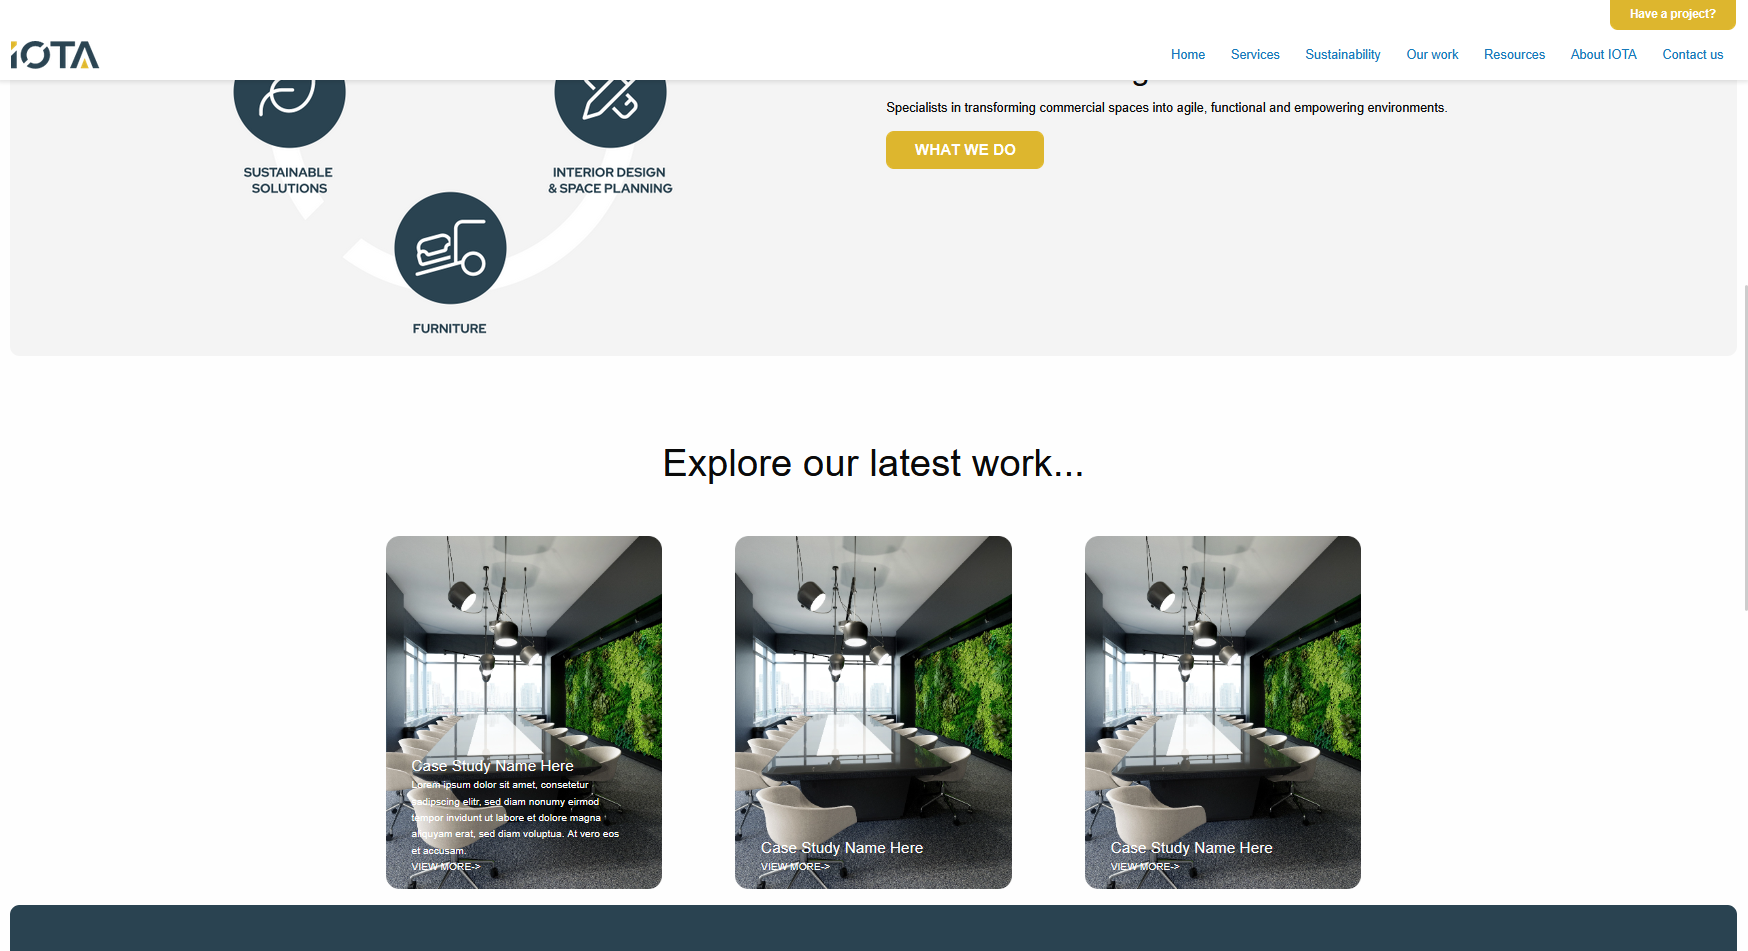 Have a project?
IOTA
Home Services Sustainability Our work Resources About IOTA Contact us
Specialists in transforming commercial spaces into agile, functional and empowering environments.
WHAT WE DO
SUSTAINABLE
SOLUTIONS
INTERIOR DESIGN
& SPACE PLANNING
FURNITURE
Explore our latest work...
Case Study Name Here
Lorem ipsum dolor sit amet, consetetur
sadipscing elitr, sed diam nonumy eirmod
tempor invidunt ut labore et dolore magna
aliquyam erat, sed diam voluptua. At vero eos
et accusam.
VIEW MORE->
Case Study Name Here
VIEW MORE->
Case Study Name Here
VIEW MORE->